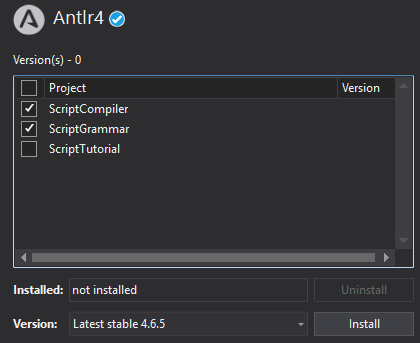 Antlr4
Version(s) - 0
Project Version
ScriptCompiler
ScriptGrammar
ScriptTutorial
Installed: not installed Uninstall
Version: Latest stable 4.6.5 Install